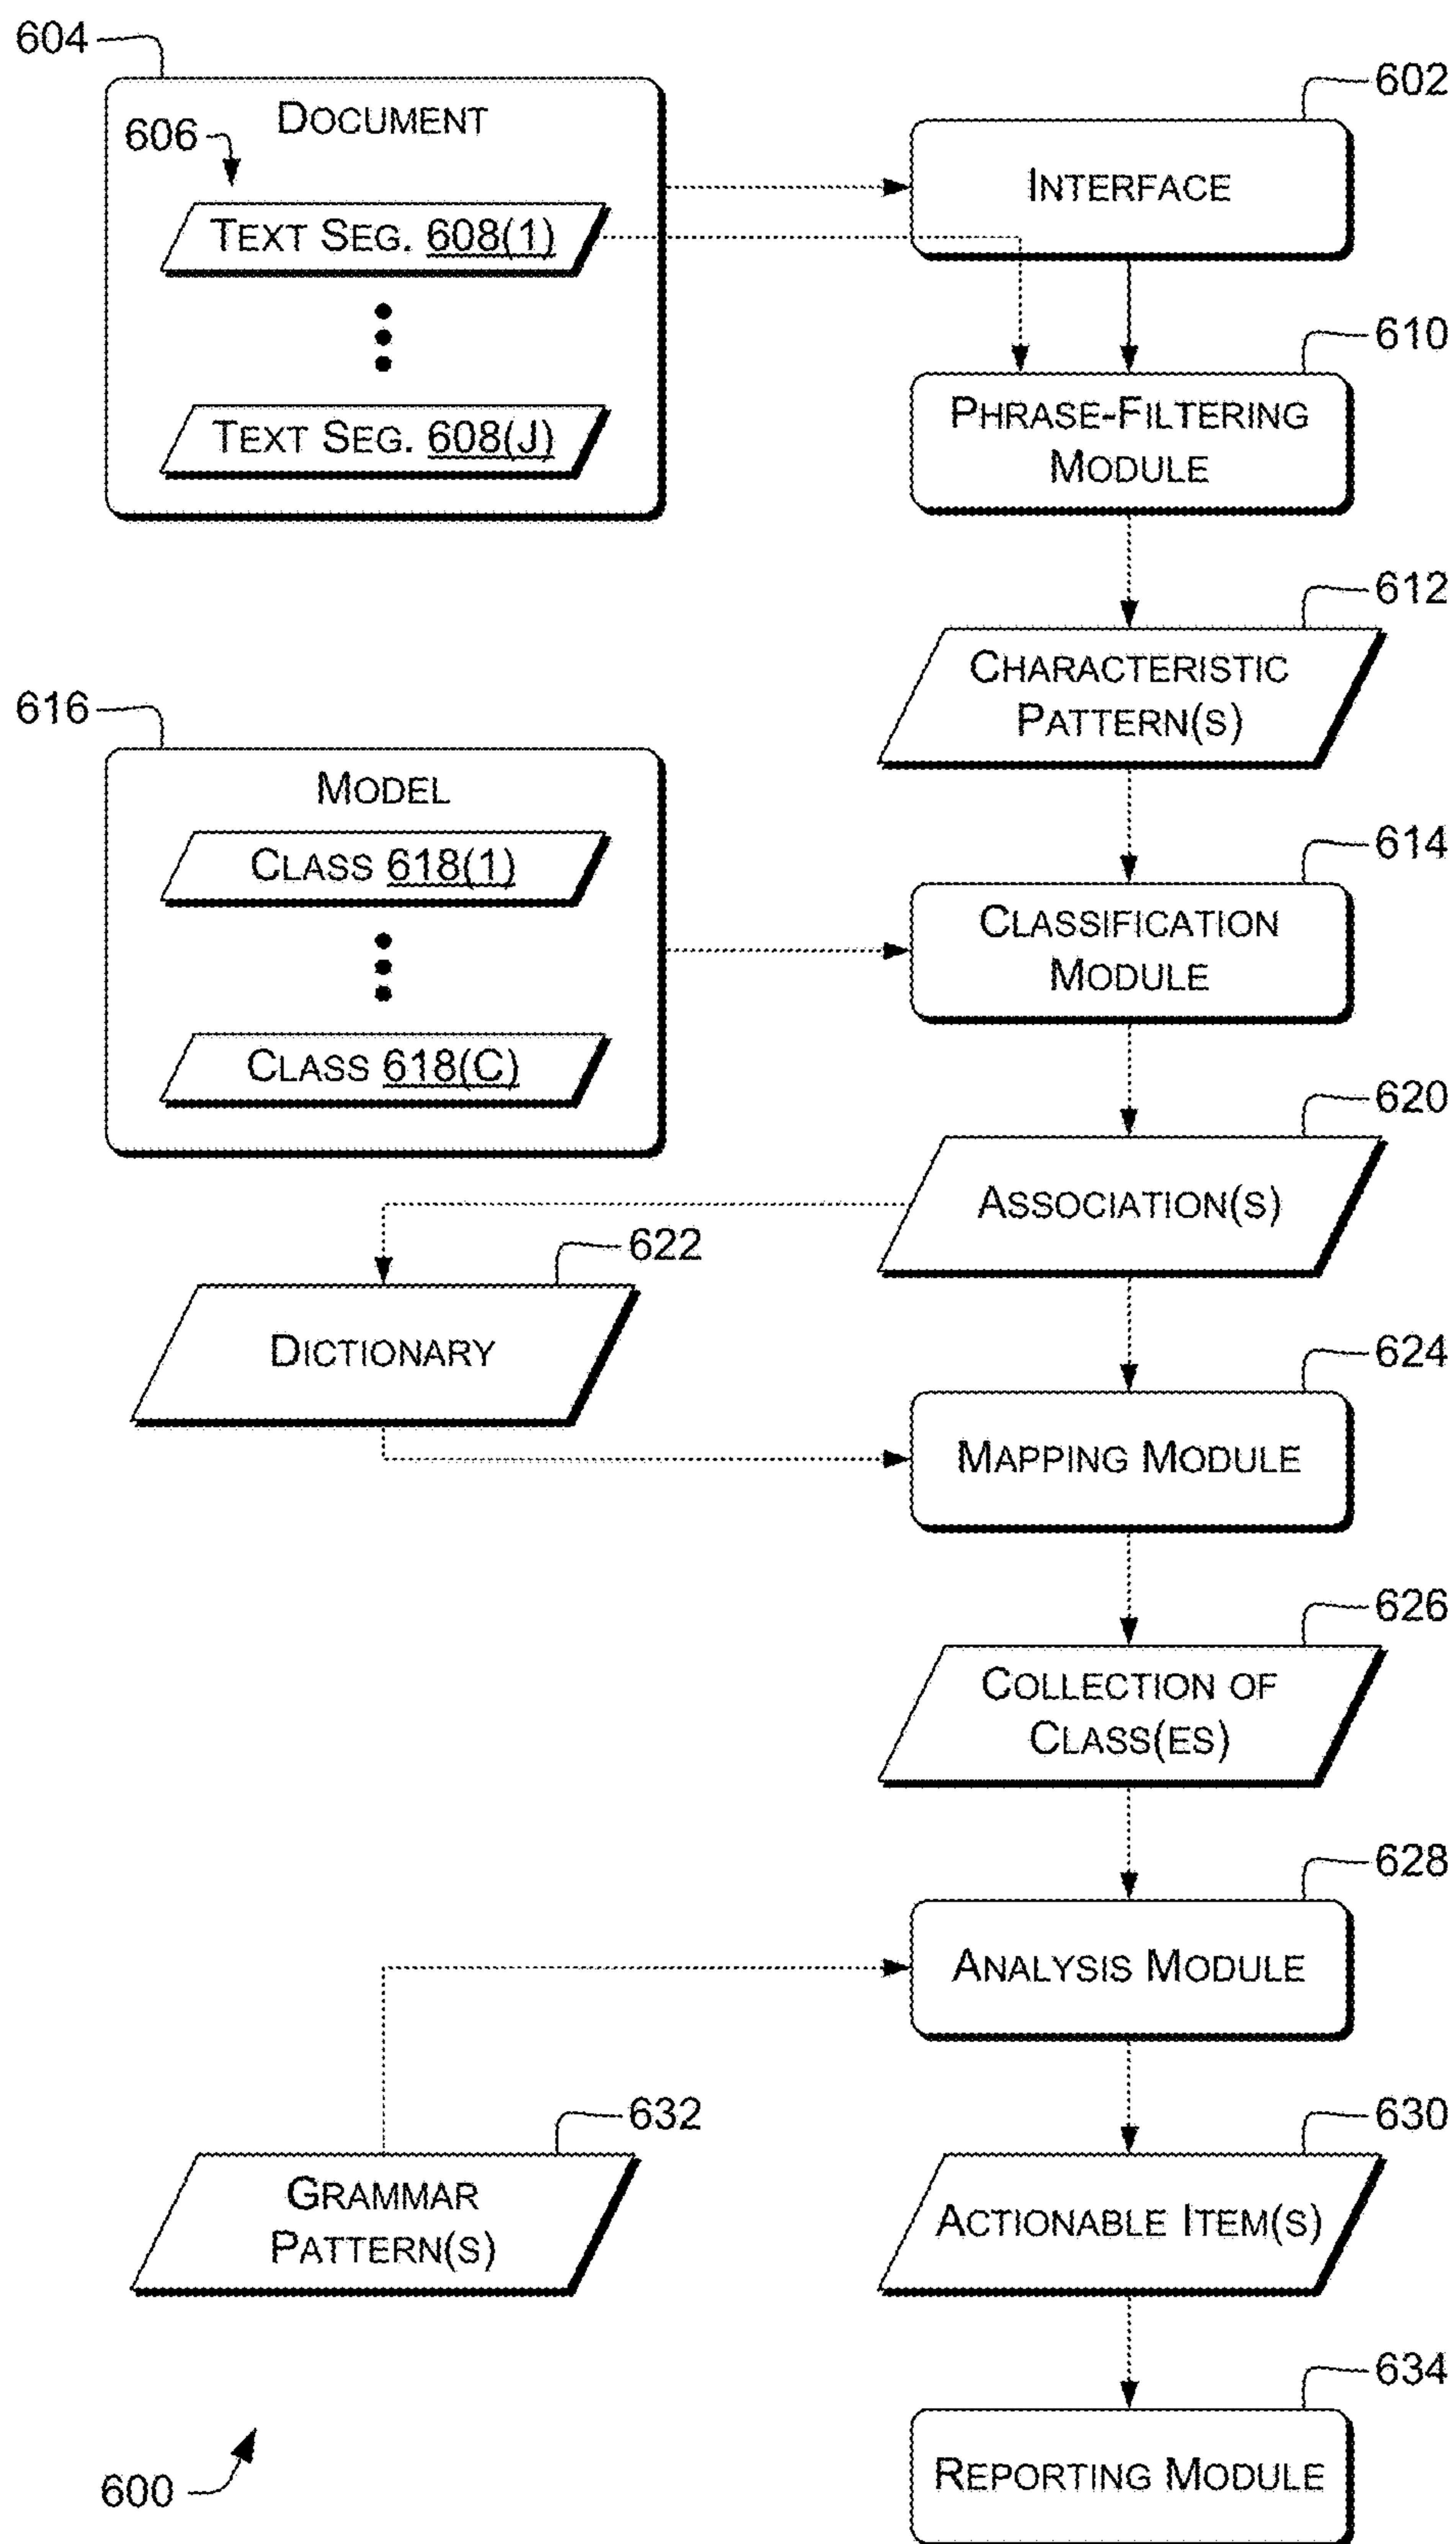 604
DOCUMENT
606
TEXT SEG. 608(1)
TEXT SEG. 608(J)
602
INTERFACE
610
PHRASE-FILTERING
MODULE
612
CHARACTERISTIC
PATTERN(S)
616
MODEL
CLASS 618(1)
CLASS 618(C)
614
CLASSIFICATION
MODULE
620
ASSOCIATION(S)
622
DICTIONARY
624
MAPPING MODULE
626
COLLECTION OF
CLASS(ES)
628
ANALYSIS MODULE
632
GRAMMAR
PATTERN(S)
630
ACTIONABLE ITEM(S)
634
REPORTING MODULE
600